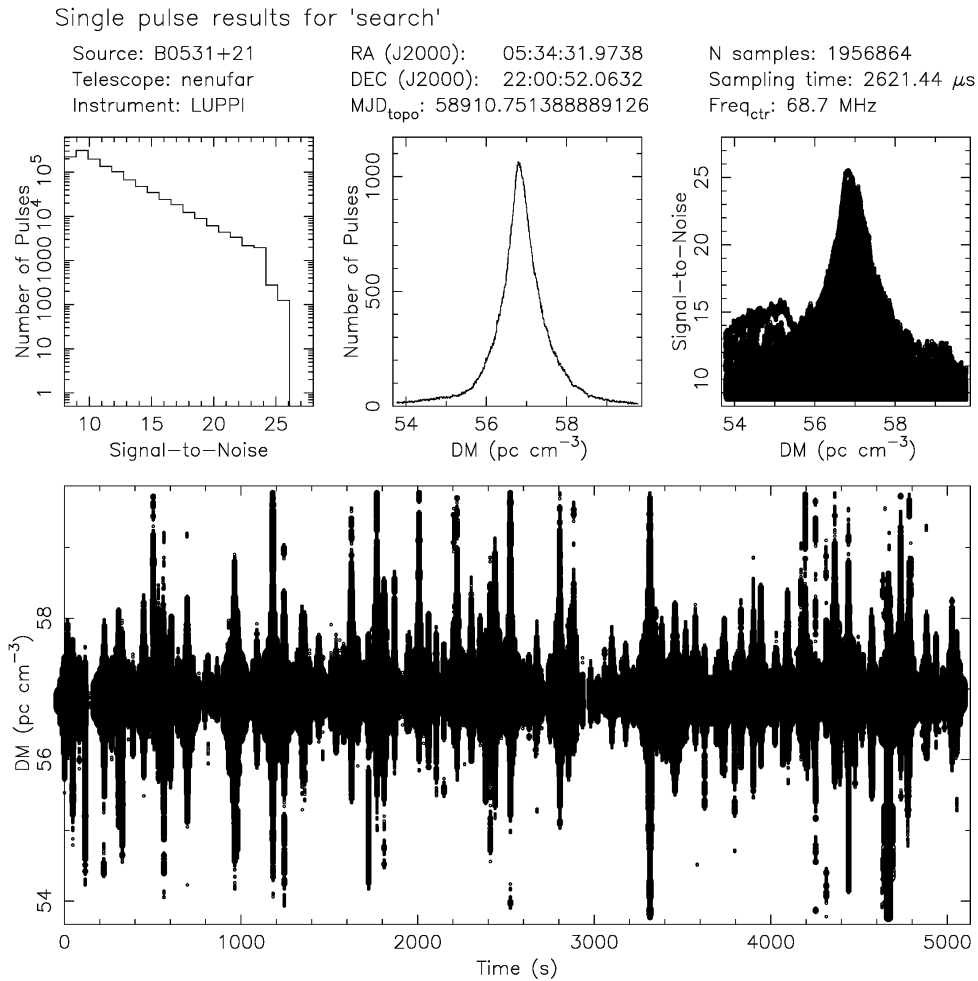 Single pulse results for 'search'
Source: B0531+21 RA (J2000): 05:34:31.9738 N samples: 1956864
Telescope: nenufar DEC (J2000): 22:00:52.0632 Sampling time: 2621.44 μs
Instrument: LUPPI MJD_topo: 58910.751388889126 Freq_ctr: 68.7 MHz
Number of Pulses
1 10 100 1000 10^4 10^5
10 15 20 25
Signal-to-Noise
Number of Pulses
0 500 1000
54 56 58
DM (pc cm^-3)
Signal-to-Noise
10 15 20 25
54 56 58
DM (pc cm^-3)
DM (pc cm^-3)
54 56 58
0 1000 2000 3000 4000 5000
Time (s)